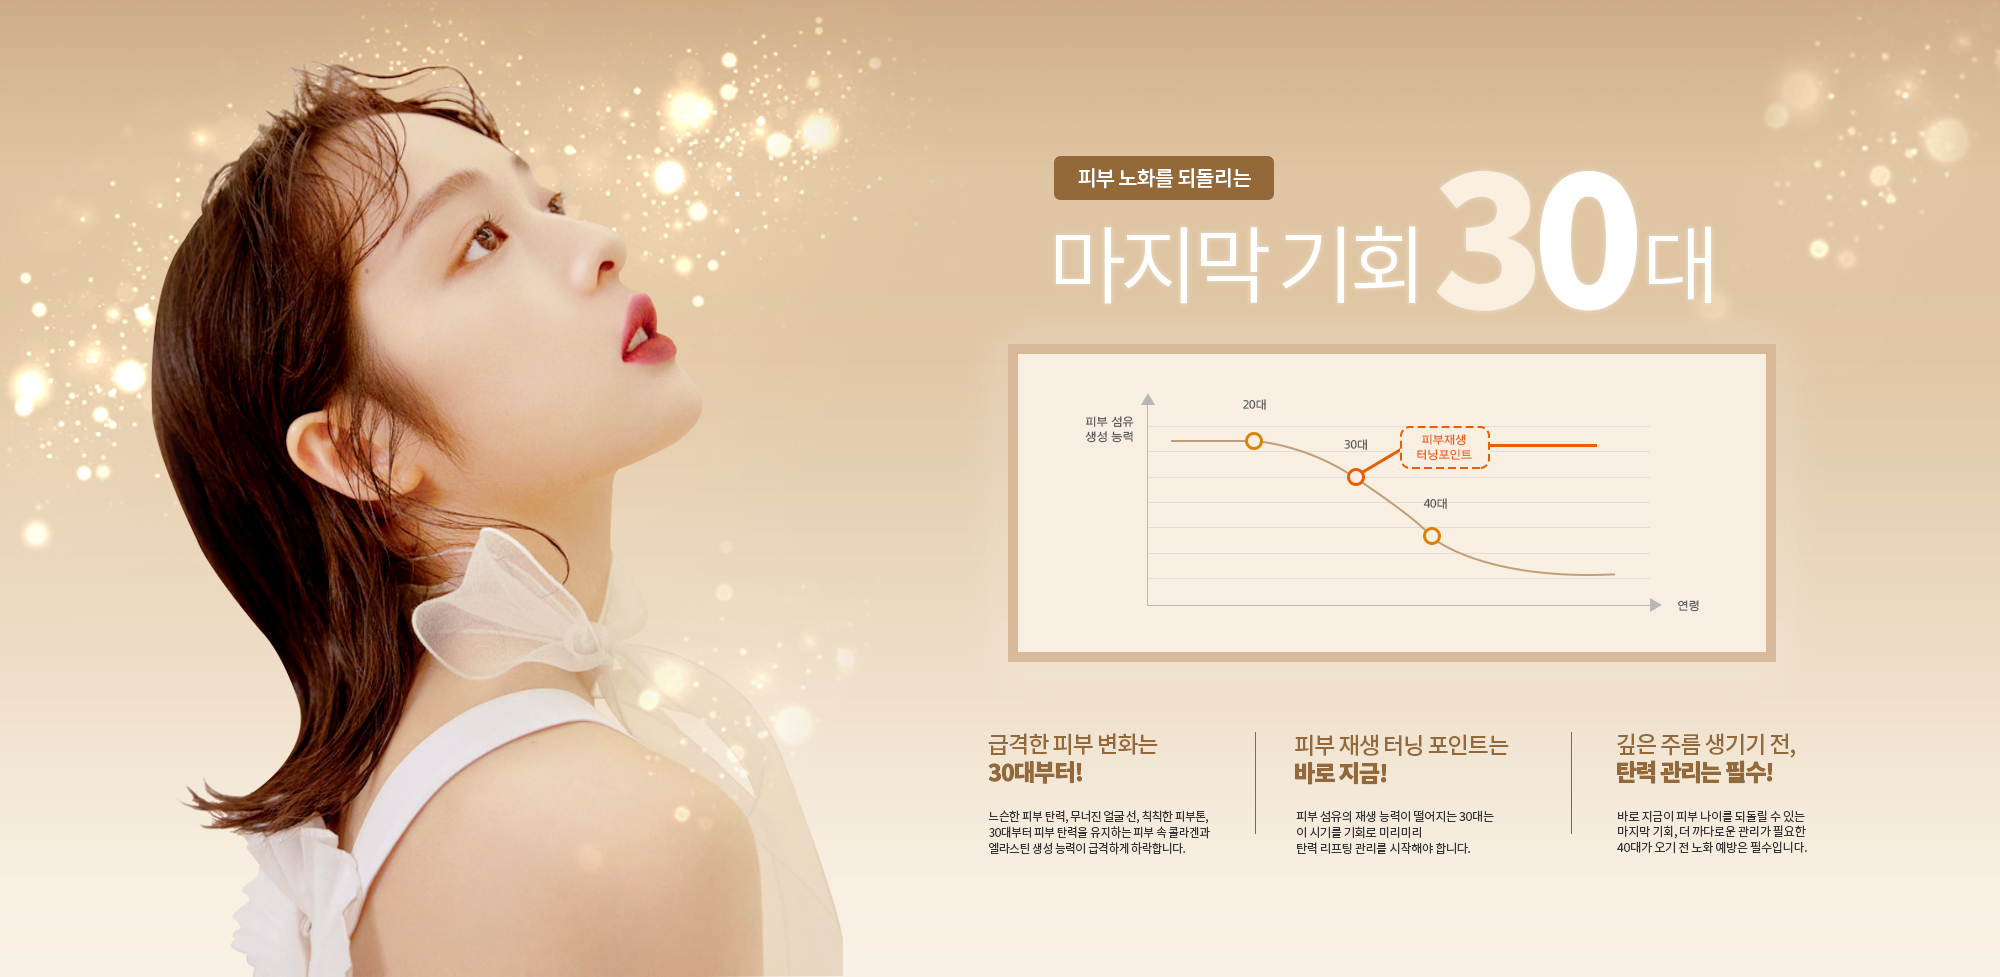 피부 노화를 되돌리는
마지막 기회 30대
피부 섬유
생성 능력
20대
30대
피부재생
터닝포인트
40대
연령
급격한 피부 변화는
30대부터!
느슨한 피부 탄력, 무너진 얼굴 선, 칙칙한 피부톤,
30대부터 피부 탄력을 유지하는 피부 속 콜라겐과
엘라스틴 생성 능력이 급격하게 하락합니다.
피부 재생 터닝 포인트는
바로 지금!
피부 섬유의 재생 능력이 떨어지는 30대는
이 시기를 기회로 미리미리
탄력 리프팅 관리를 시작해야 합니다.
깊은 주름 생기기 전,
탄력 관리는 필수!
바로 지금이 피부 나이를 되돌릴 수 있는
마지막 기회, 더 까다로운 관리가 필요한
40대가 오기 전 노화 예방은 필수입니다.